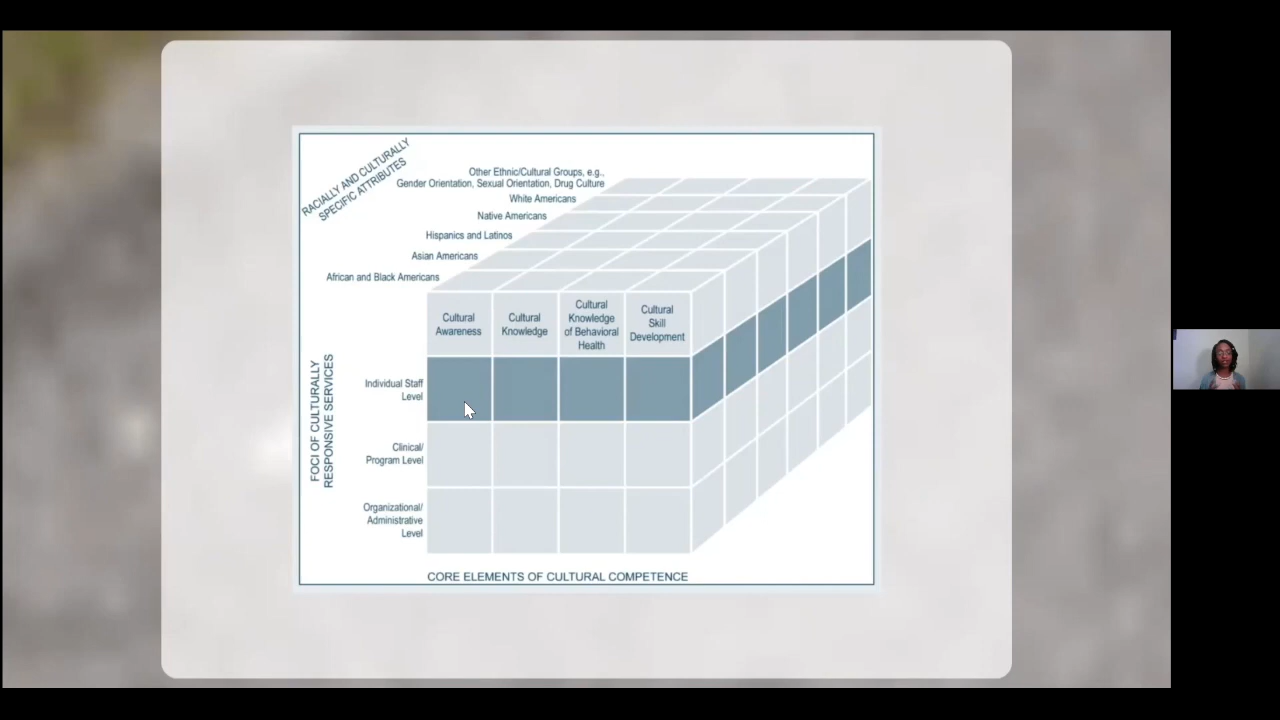 RACIALLY AND CULTURALLY
SPECIFIC ATTRIBUTES
Other Ethnic/Cultural Groups, e.g.,
Gender Orientation, Sexual Orientation, Drug Culture
White Americans
Native Americans
Hispanics and Latinos
Asian Americans
African and Black Americans
Cultural
Awareness
Cultural
Knowledge
Cultural
Knowledge
of Behavioral
Health
Cultural
Skill
Development
FOCI OF CULTURALLY
RESPONSIVE SERVICES
Individual Staff
Level
Clinical/
Program Level
Organizational/
Administrative
Level
CORE ELEMENTS OF CULTURAL COMPETENCE